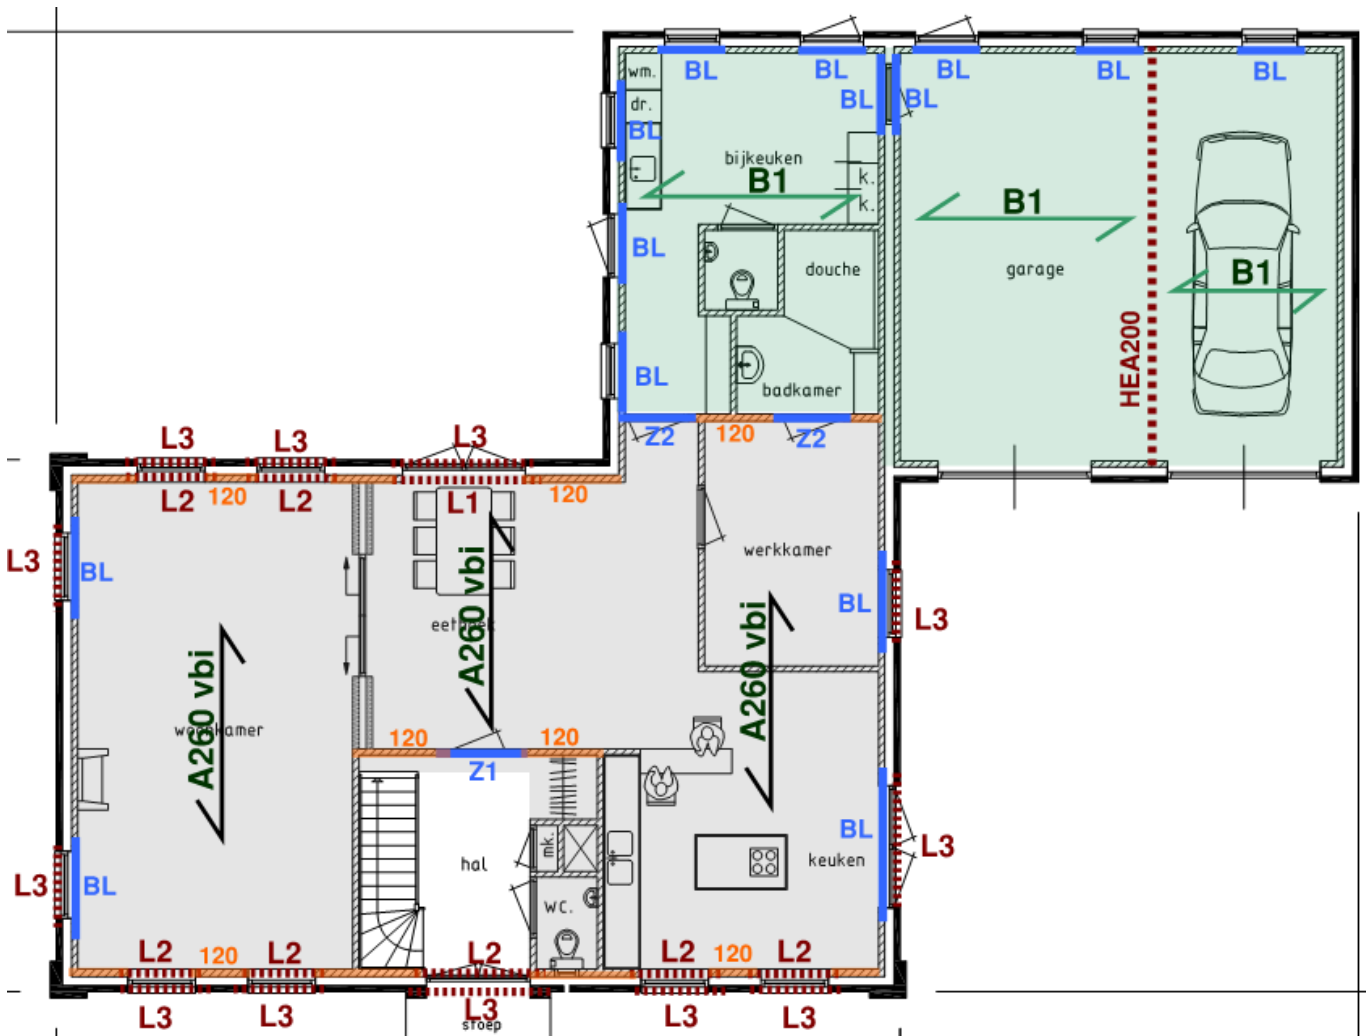 wm.
BL
BL
BL
BL
BL
dr.
BL
BL
BL
bijkeuken
B1
k.
k.
B1
BL
douche
garage
B1
HEA200
BL
badkamer
L3
L3
L3
Z2
120
Z2
L2
120
L2
L1
120
L3
BL
A260 vbi
werkkamer
BL
L3
eethoek
A260 vbi
A260 vbi
woonkamer
120
120
Z1
BL
L3
hal
mk.
keuken
L3
BL
wc.
L2
120
L2
L2
L2
120
L2
L3
L3
L3
L3
L3
stoep